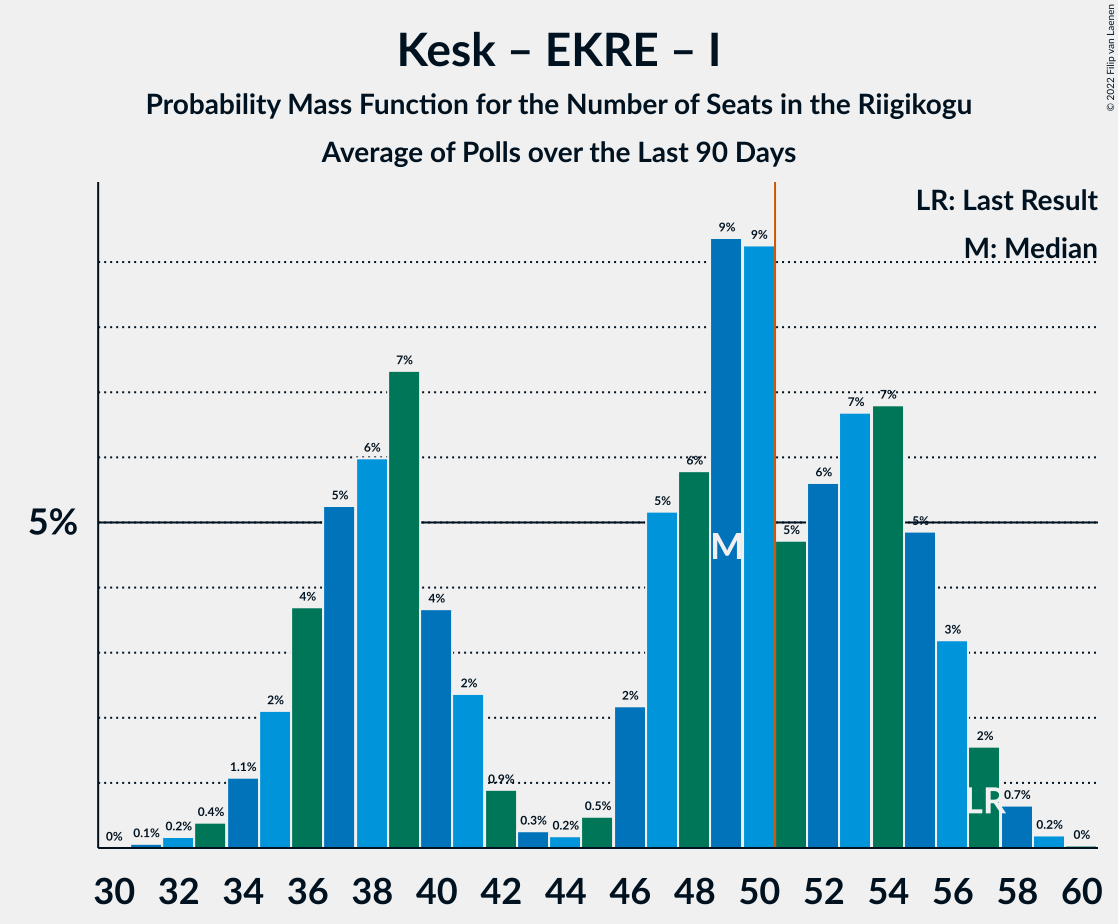 Kesk – EKRE – I
Probability Mass Function for the Number of Seats in the Riigikogu
Average of Polls over the Last 90 Days
© 2022 Filip van Laenen
LR: Last Result
M: Median
5%
0% 0.1% 0.2% 0.4% 1.1% 2% 4% 5% 6% 7% 4% 2% 0.9% 0.3% 0.2% 0.5% 2% 5% 6% 9% 9% 5% 6% 7% 7% 5% 3% 2% 0.7% 0.2% 0%
M
LR
30 32 34 36 38 40 42 44 46 48 50 52 54 56 58 60